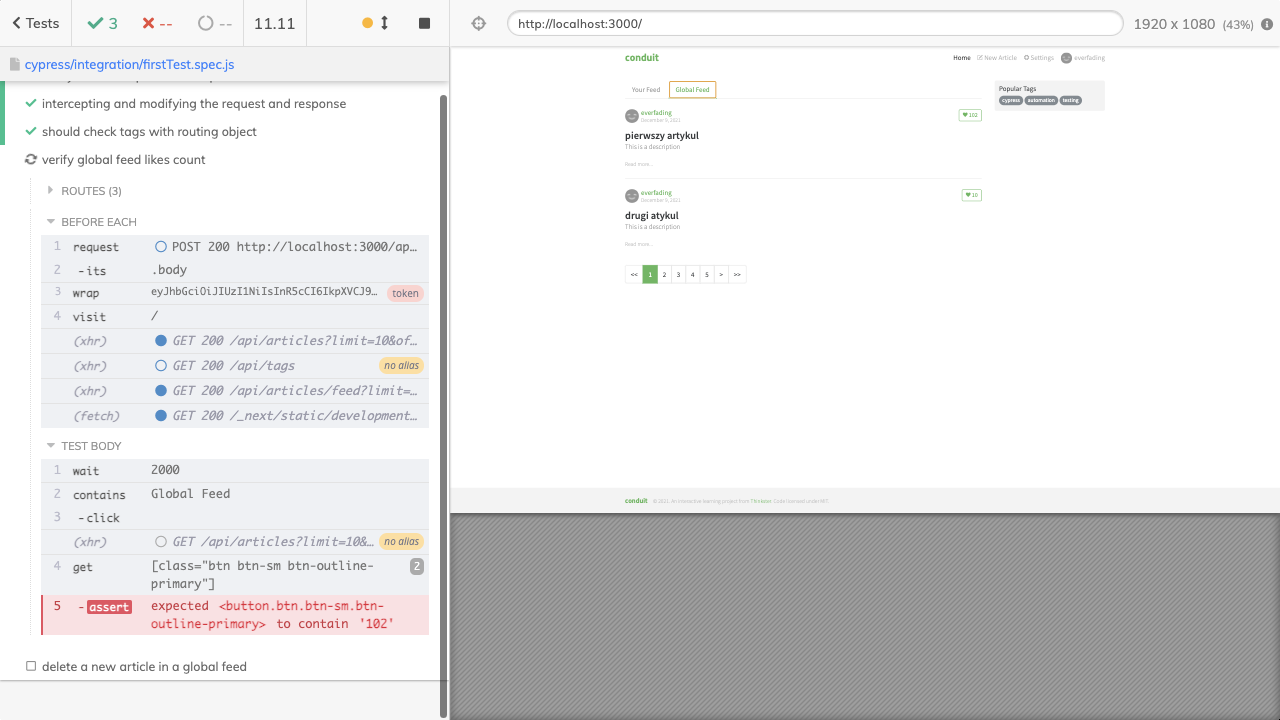 Tests
3
--
--
11.11
http://localhost:3000/
1920 x 1080 (43%)
cypress/integration/firstTest.spec.js
intercepting and modifying the request and response
should check tags with routing object
verify global feed likes count
ROUTES (3)
BEFORE EACH
1 request POST 200 http://localhost:3000/ap…
2 -its .body
3 wrap token
4 visit /
(xhr) GET 200 /api/articles?limit=10&of…
(xhr) GET 200 /api/tags no alias
(xhr) GET 200 /api/articles/feed?limit=…
(fetch) GET 200 /_next/static/development…
TEST BODY
1 wait 2000
2 contains Global Feed
3 -click
(xhr) GET /api/articles?limit=10&… no alias
4 get [class="btn btn-sm btn-outline-
primary"] 2
5 -assert expected <button.btn.btn-sm.btn-
outline-primary> to contain '102'
delete a new article in a global feed
conduit
Home New Article Settings everfading
Your Feed Global Feed
everfading
December 9, 2021
102
pierwszy artykul
This is a description
Read more...
everfading
December 9, 2021
16
drugi atykul
This is a description
Read more...
<< 1 2 3 4 5 > >>
Popular Tags
cypress automation testing
conduit © 2021. An interactive learning project from Thinkster. Code licensed under MIT.